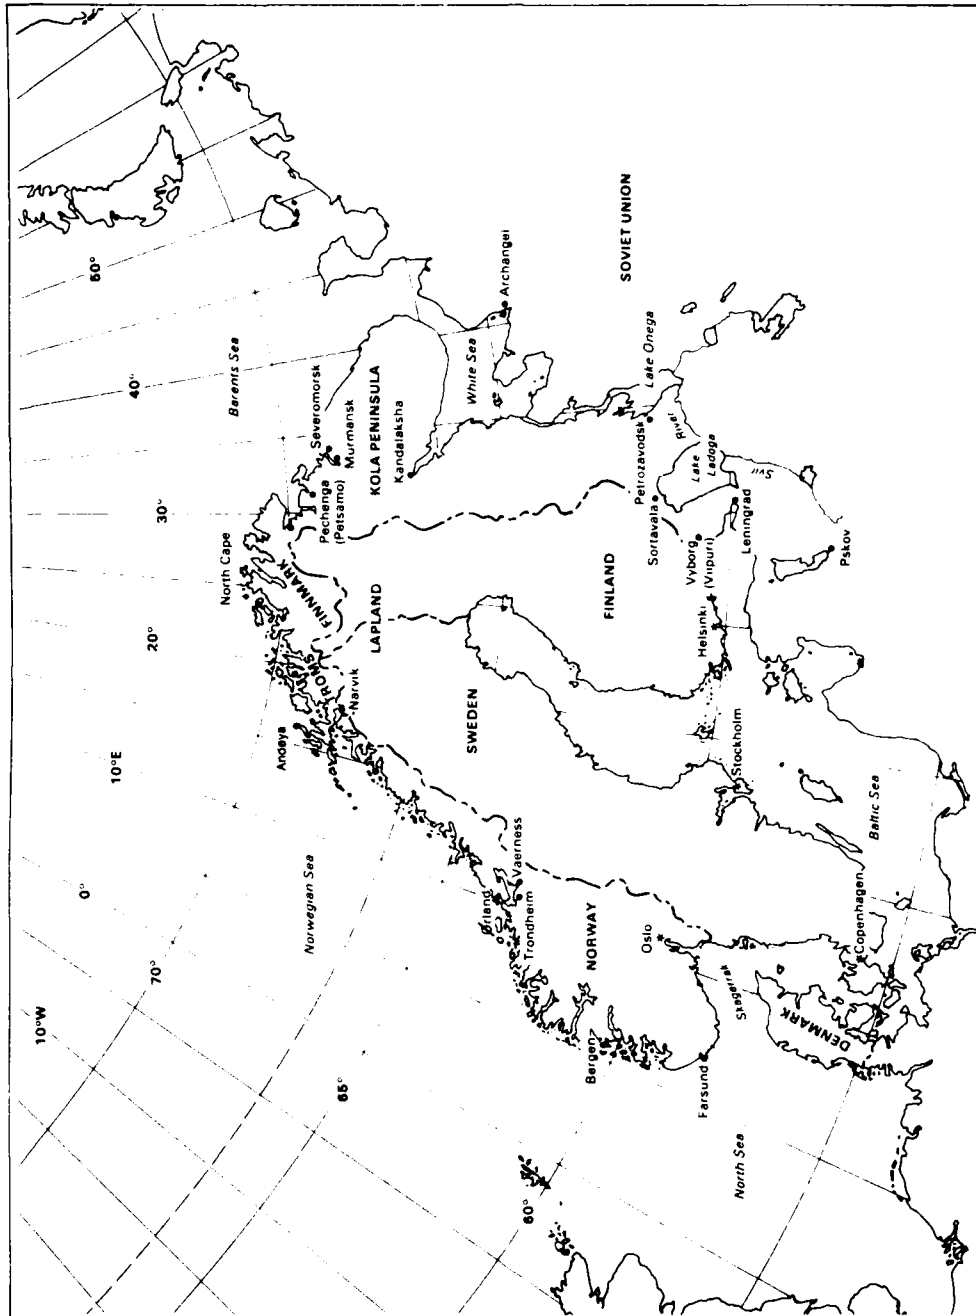 10°W
0°
10°E
20°
30°
40°
50°
70°
65°
60°
Norwegian Sea
Barents Sea
North Cape
FINNMARK
TROMS
Andøya
Narvik
LAPLAND
Pechenga
(Petsamo)
Severomorsk
Murmansk
KOLA PENINSULA
Kandalaksha
White Sea
Archangel
SOVIET UNION
Ørland
Vaerness
Trondheim
SWEDEN
FINLAND
NORWAY
Bergen
Oslo
Farsund
Skagerrak
North Sea
DENMARK
Copenhagen
Baltic Sea
Stockholm
Helsinki
Vyborg
(Viipuri)
Sortavala
Petrozavodsk
Lake Onega
River
Lake
Ladoga
Svir
Leningrad
Pskov